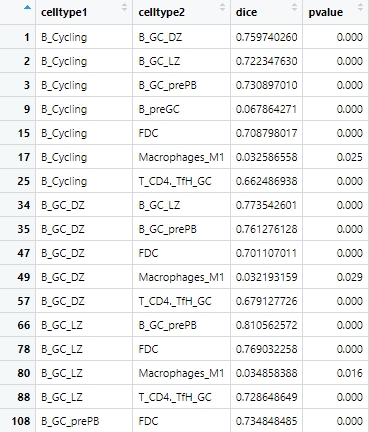 celltype1 celltype2 dice pvalue
1 B_Cycling B_GC_DZ 0.759740260 0.000
2 B_Cycling B_GC_LZ 0.722347630 0.000
3 B_Cycling B_GC_prePB 0.730897010 0.000
9 B_Cycling B_preGC 0.067864271 0.000
15 B_Cycling FDC 0.708798017 0.000
17 B_Cycling Macrophages_M1 0.032586558 0.025
25 B_Cycling T_CD4._TfH_GC 0.662486938 0.000
34 B_GC_DZ B_GC_LZ 0.773542601 0.000
35 B_GC_DZ B_GC_prePB 0.761276128 0.000
47 B_GC_DZ FDC 0.701107011 0.000
49 B_GC_DZ Macrophages_M1 0.032193159 0.029
57 B_GC_DZ T_CD4._TfH_GC 0.679127726 0.000
66 B_GC_LZ B_GC_prePB 0.810562572 0.000
78 B_GC_LZ FDC 0.769032258 0.000
80 B_GC_LZ Macrophages_M1 0.034858388 0.016
88 B_GC_LZ T_CD4._TfH_GC 0.728648649 0.000
108 B_GC_prePB FDC 0.734848485 0.000